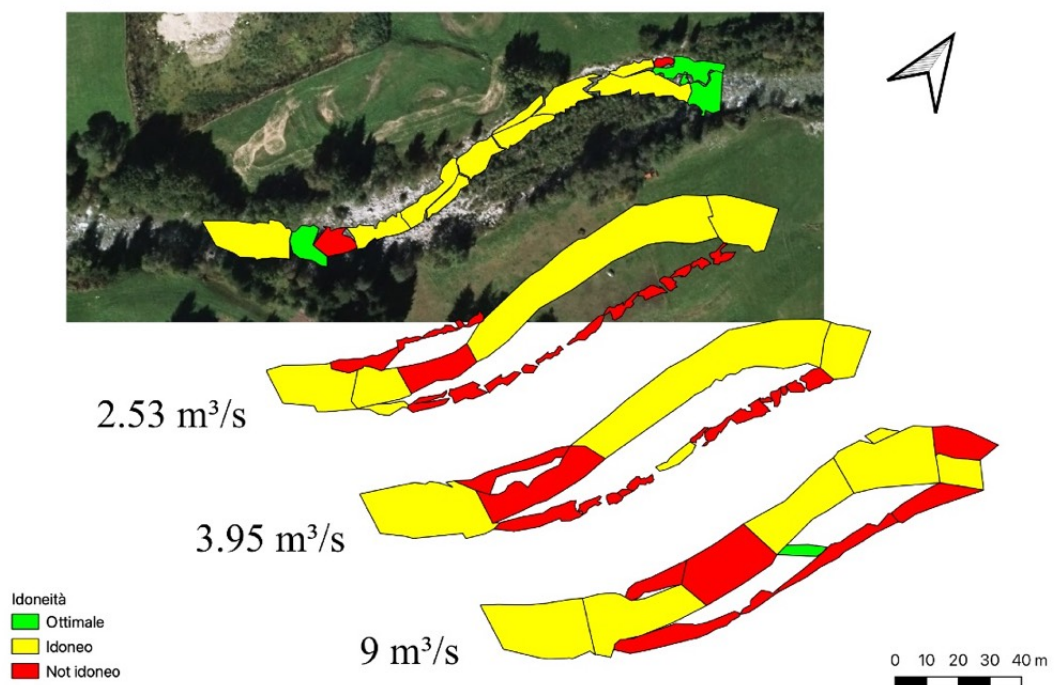 2.53 m³/s
3.95 m³/s
9 m³/s
Idoneità
Ottimale
Idoneo
Not idoneo
0 10 20 30 40 m